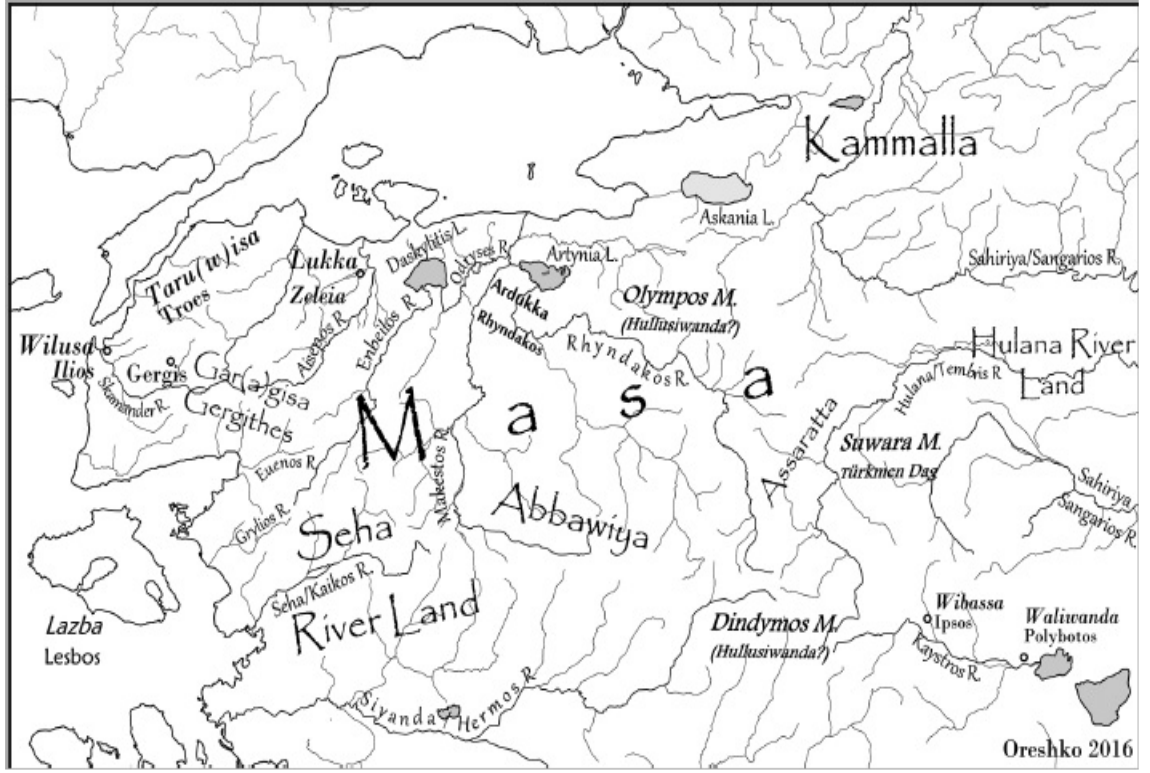 Kammalla
Askania L.
Sahiriya/Sangarios R.
Taru(w)isa
Troes
Lukka
Zeleia
Daskylitis L.
Odryses R.
Artynia L.
Ardukka
Rhyndakos
Olympos M.
(Hullusiwanda?)
Rhyndakos R.
Wilusa
Ilios
Gergis
Gar(a)gisa
Gergithes
Skamander R.
Aisepos R.
Enbeilos R
Hulana River
Land
Hulana/Tembris R
Masa
Assaratta
Suwara M.
Türkmen Dag
Euenos R.
Makestos R.
Abbawiya
Sahiriya
Sangarios R.
Grylios R.
Seha
River Land
Seha/Kaikos R.
Lazba
Lesbos
Dindymos M.
(Hullusiwanda?)
Wibassa
Ipsos
Waliwanda
Polybotos
Kaystros R.
Siyanda / Hermos R
Oreshko 2016